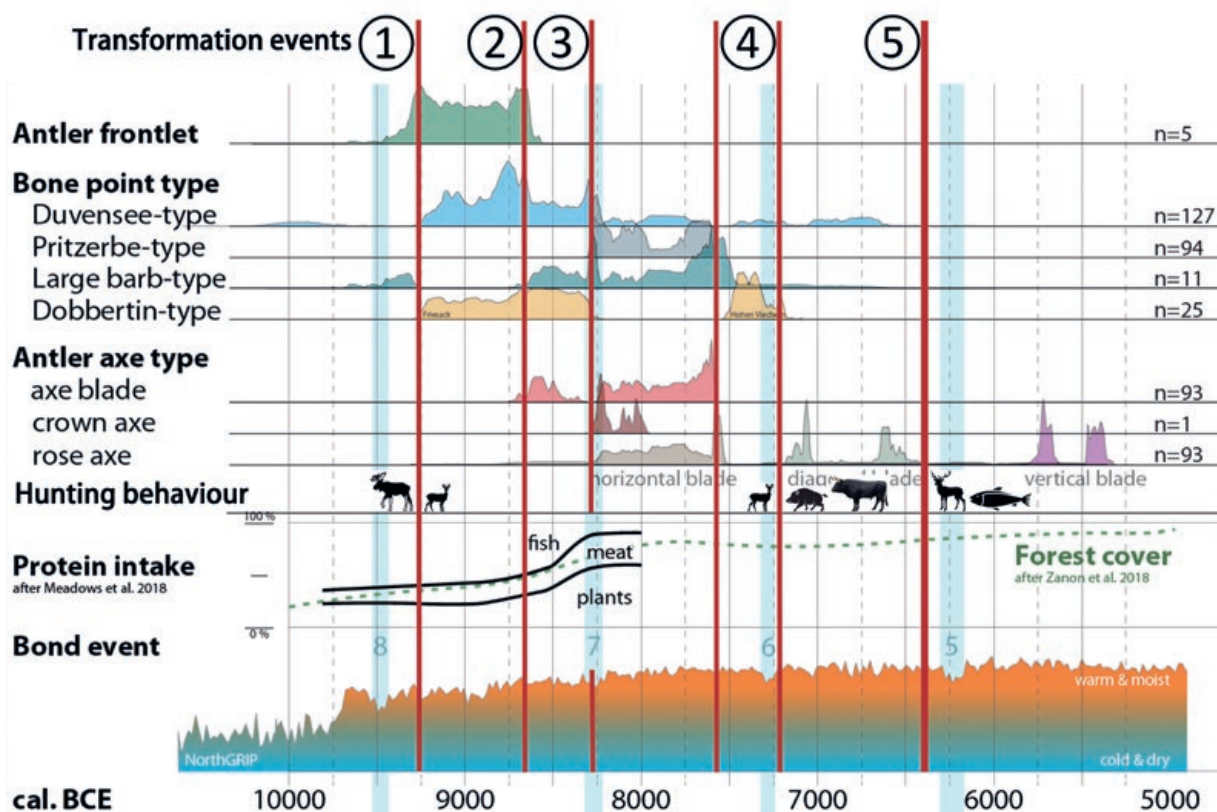 Transformation events 1 2 3 4 5
Antler frontlet n=5
Bone point type
Duvensee-type n=127
Pritzerbe-type n=94
Large barb-type n=11
Dobbertin-type Friesack n=25
Antler axe type
axe blade n=93
crown axe n=1
rose axe n=93
horizontal blade vertical blade
Hunting behaviour
100 %
fish
Protein intake meat Forest cover
after Meadows et al. 2018 after Zanon et al. 2018
plants
0 %
Bond event 8 7 6 5
warm & moist
NorthGRIP cold & dry
cal. BCE 10000 9000 8000 7000 6000 5000